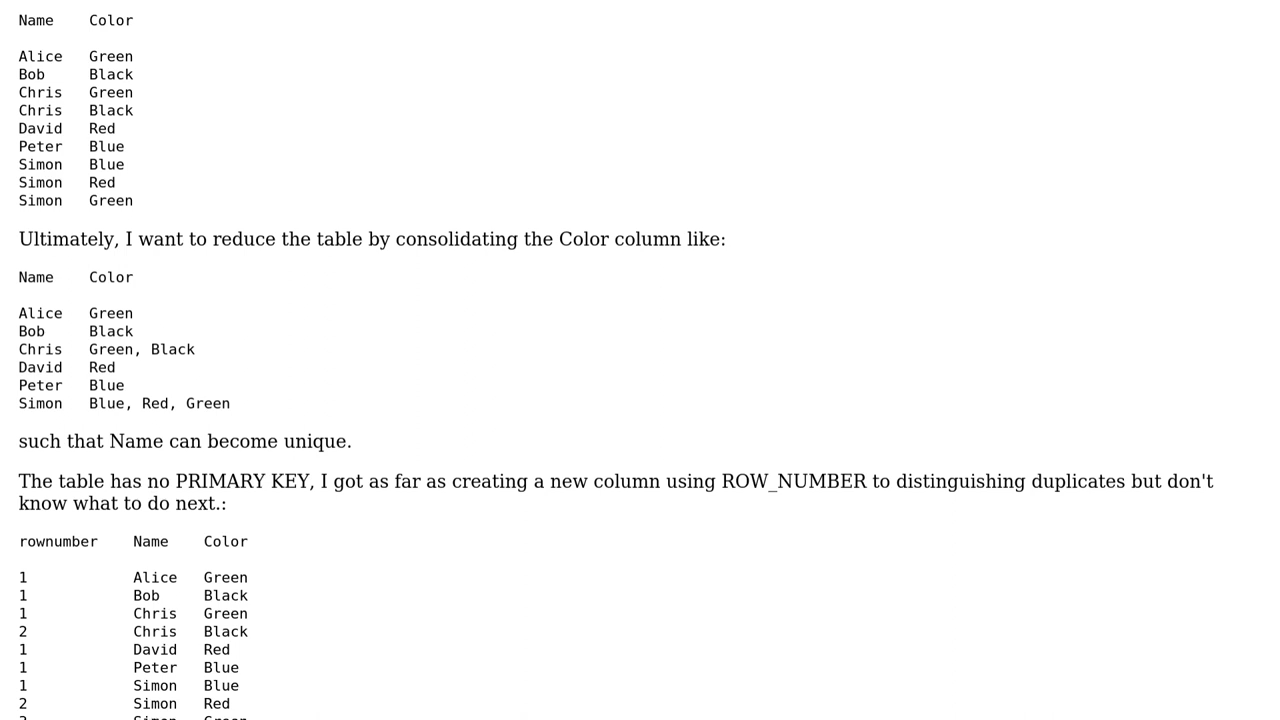 Name    Color
Alice   Green
Bob     Black
Chris   Green
Chris   Black
David   Red
Peter   Blue
Simon   Blue
Simon   Red
Simon   Green
Ultimately, I want to reduce the table by consolidating the Color column like:
Name    Color
Alice   Green
Bob     Black
Chris   Green, Black
David   Red
Peter   Blue
Simon   Blue, Red, Green
such that Name can become unique.
The table has no PRIMARY KEY, I got as far as creating a new column using ROW_NUMBER to distinguishing duplicates but don't
know what to do next.:
rownumber    Name    Color
1            Alice   Green
1            Bob     Black
1            Chris   Green
2            Chris   Black
1            David   Red
1            Peter   Blue
1            Simon   Blue
2            Simon   Red